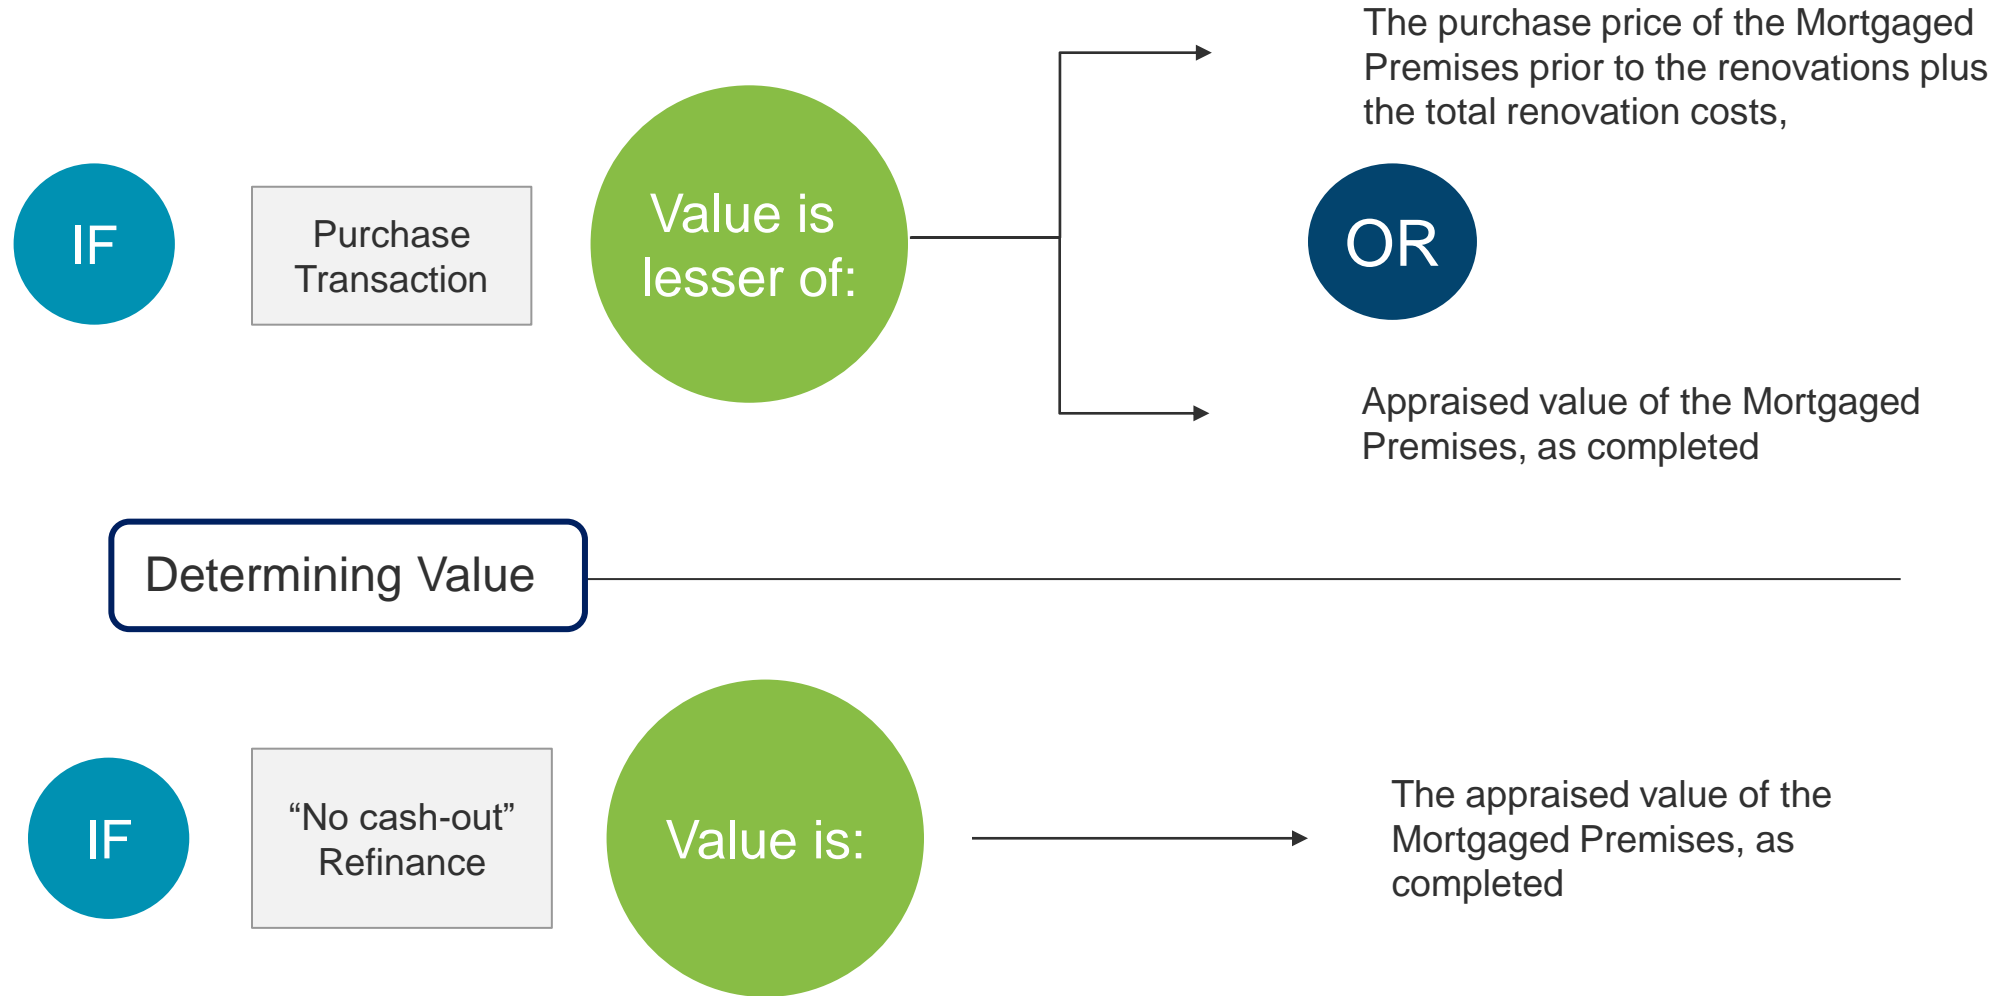 IF
Purchase
Transaction
Value is
lesser of:
The purchase price of the Mortgaged
Premises prior to the renovations plus
the total renovation costs,
OR
Appraised value of the Mortgaged
Premises, as completed
Determining Value
IF
“No cash-out”
Refinance
Value is:
The appraised value of the
Mortgaged Premises, as
completed